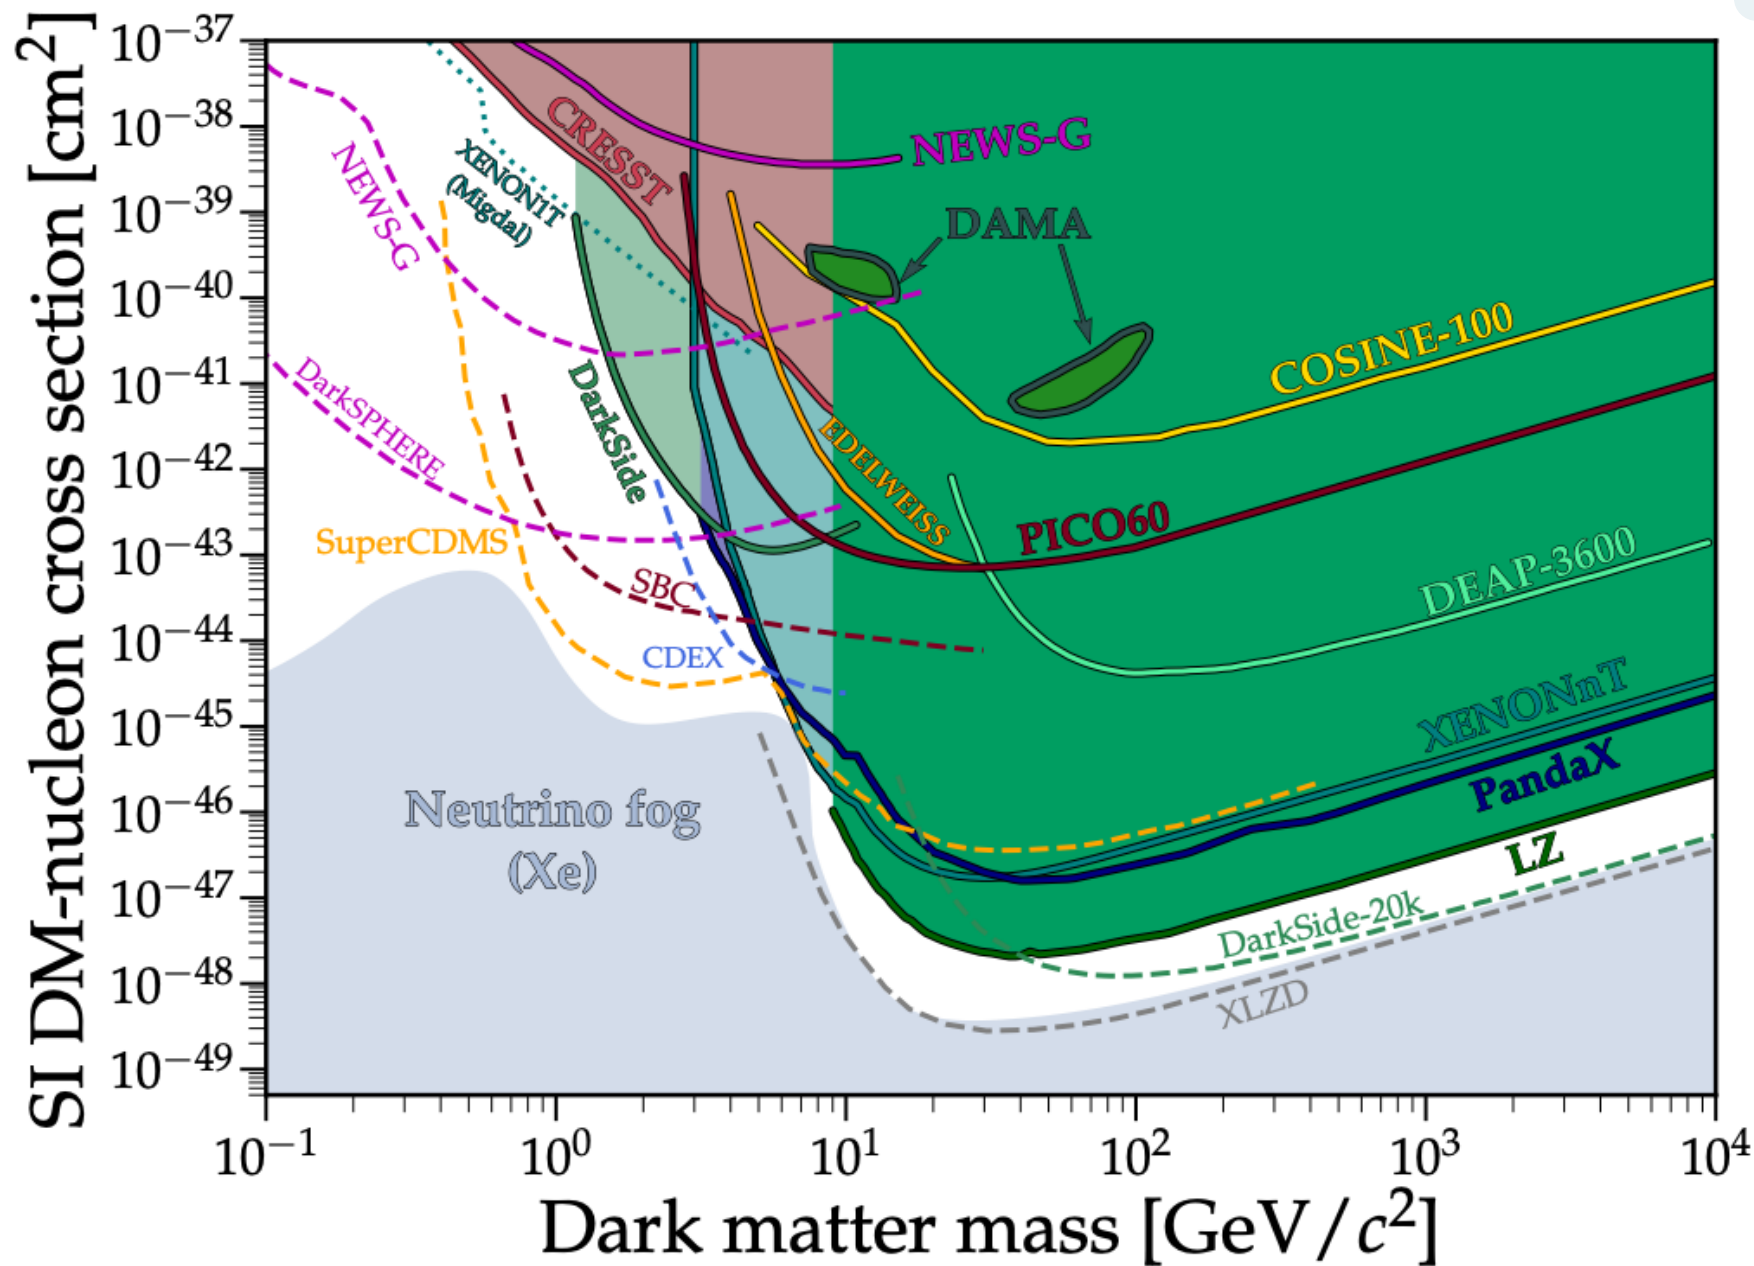 SI DM-nucleon cross section [cm²]
10⁻³⁷
10⁻³⁸
10⁻³⁹
10⁻⁴⁰
10⁻⁴¹
10⁻⁴²
10⁻⁴³
10⁻⁴⁴
10⁻⁴⁵
10⁻⁴⁶
10⁻⁴⁷
10⁻⁴⁸
10⁻⁴⁹
CRESST
NEWS-G
XENON1T
(Migdal)
NEWS-G
DAMA
COSINE-100
DarkSPHERE
DarkSide
EDELWEISS
PICO60
SuperCDMS
SBC
DEAP-3600
CDEX
XENONnT
PandaX
Neutrino fog
(Xe)
LZ
DarkSide-20k
XLZD
10⁻¹
10⁰
10¹
10²
10³
10⁴
Dark matter mass [GeV/c²]